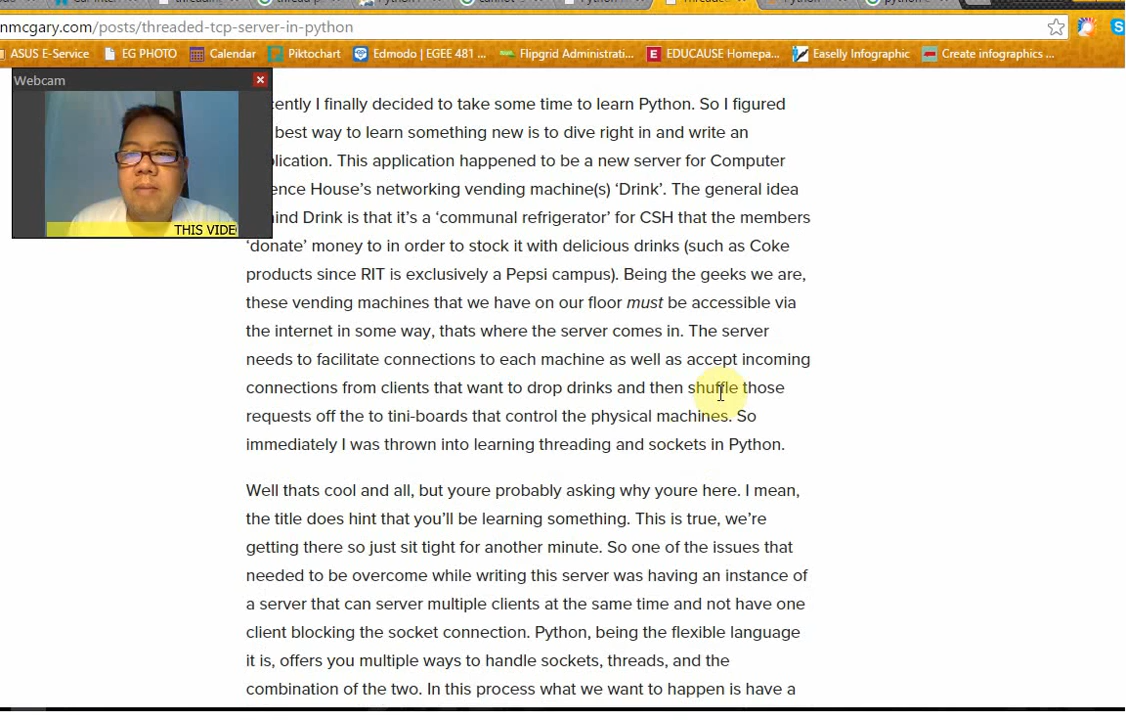 nmcgary.com/posts/threaded-tcp-server-in-python
ASUS E-Service EG PHOTO Calendar Piktochart Edmodo | EGEE 481 ... Flipgrid Administrati... EDUCAUSE Homepa... Easelly Infographic Create infographics ...
Webcam
THIS VIDE
cently I finally decided to take some time to learn Python. So I figured
best way to learn something new is to dive right in and write an
plication. This application happened to be a new server for Computer
ence House’s networking vending machine(s) ‘Drink’. The general idea
ind Drink is that it’s a ‘communal refrigerator’ for CSH that the members
‘donate’ money to in order to stock it with delicious drinks (such as Coke
products since RIT is exclusively a Pepsi campus). Being the geeks we are,
these vending machines that we have on our floor must be accessible via
the internet in some way, thats where the server comes in. The server
needs to facilitate connections to each machine as well as accept incoming
connections from clients that want to drop drinks and then shuffle those
requests off the to tini-boards that control the physical machines. So
immediately I was thrown into learning threading and sockets in Python.
Well thats cool and all, but youre probably asking why youre here. I mean,
the title does hint that you’ll be learning something. This is true, we’re
getting there so just sit tight for another minute. So one of the issues that
needed to be overcome while writing this server was having an instance of
a server that can server multiple clients at the same time and not have one
client blocking the socket connection. Python, being the flexible language
it is, offers you multiple ways to handle sockets, threads, and the
combination of the two. In this process what we want to happen is have a